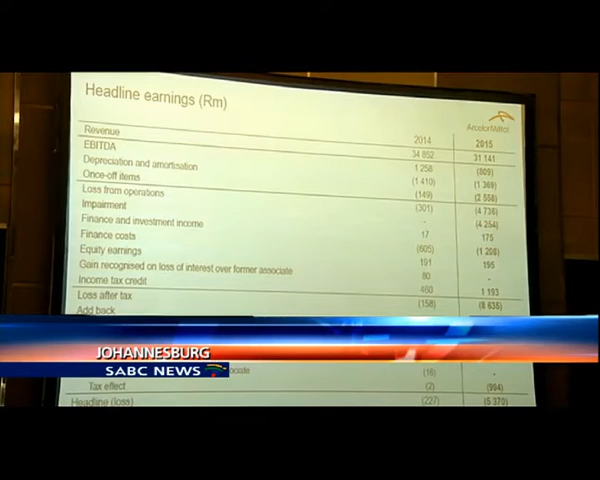 Headline earnings (Rm)
ArcelorMittal
2014 2015
Revenue 34 852 31 141
EBITDA 1 258 (809)
Depreciation and amortisation (1 410) (1 369)
Once-off items (149) (2 558)
Loss from operations (301) (4 736)
Impairment - (4 254)
Finance and investment income 17 175
Finance costs (605) (1 208)
Equity earnings 191 195
Gain recognised on loss of interest over former associate 80 -
Income tax credit 460 1 193
Loss after tax (158) (8 635)
Add back
JOHANNESBURG
SABC NEWS
(16) -
Tax effect (2) (994)
Headline (loss) (227) (5 370)